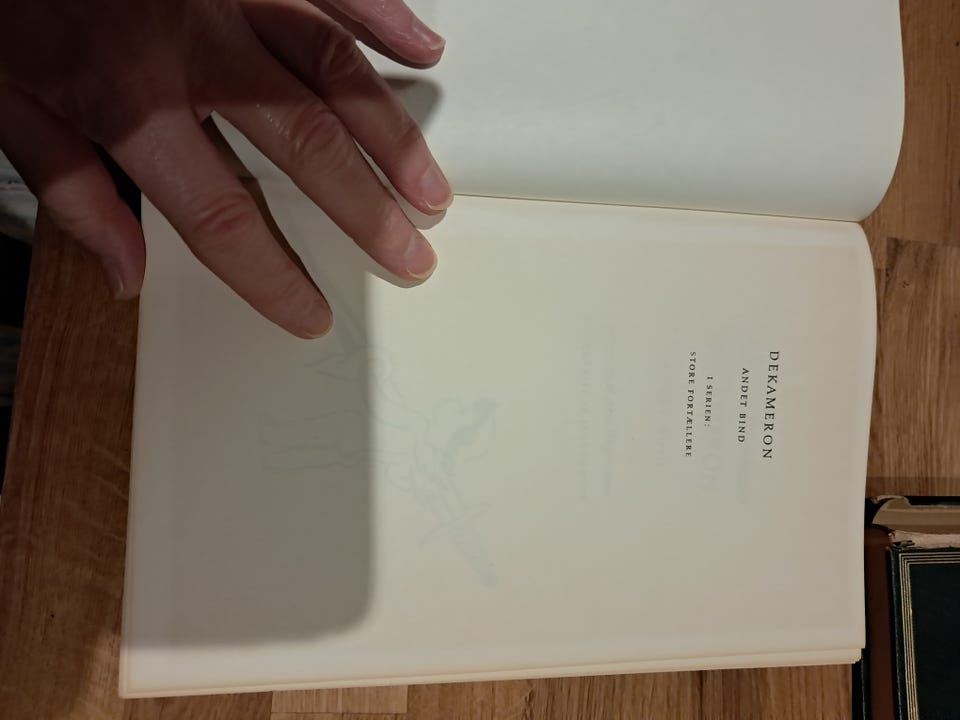 DEKAMERON
ANDET BIND
I SERIEN:
STORE FORTÆLLERE